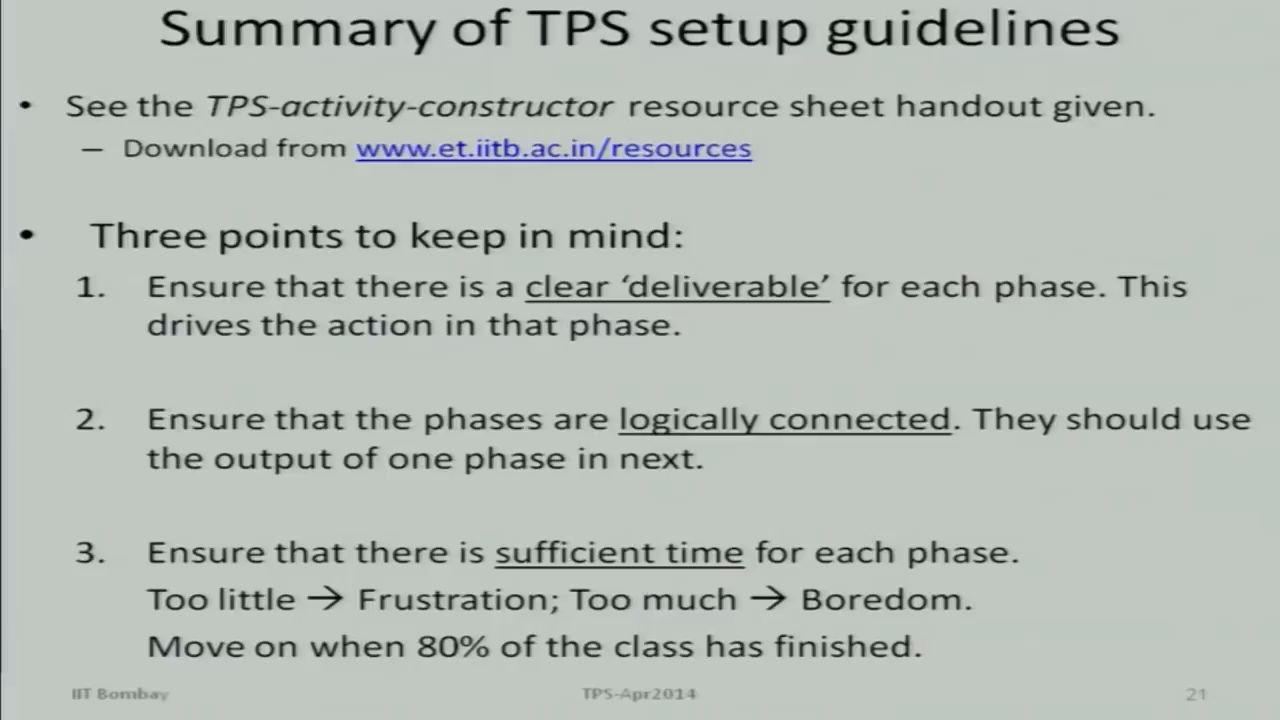 Summary of TPS setup guidelines
• See the TPS-activity-constructor resource sheet handout given.
– Download from www.et.iitb.ac.in/resources
• Three points to keep in mind:
1. Ensure that there is a clear ‘deliverable’ for each phase. This
drives the action in that phase.
2. Ensure that the phases are logically connected. They should use
the output of one phase in next.
3. Ensure that there is sufficient time for each phase.
Too little → Frustration; Too much → Boredom.
Move on when 80% of the class has finished.
IIT Bombay TPS-Apr2014 21